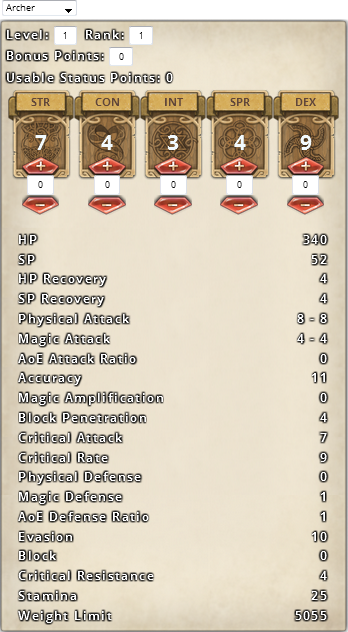 Archer
Level: 1 Rank: 1
Bonus Points: 0
Usable Status Points: 0
STR CON INT SPR DEX
7 4 3 4 9
+ + + + +
0 0 0 0 0
- - - - -
HP 340
SP 52
HP Recovery 4
SP Recovery 4
Physical Attack 8 - 8
Magic Attack 4 - 4
AoE Attack Ratio 0
Accuracy 11
Magic Amplification 0
Block Penetration 4
Critical Attack 7
Critical Rate 9
Physical Defense 0
Magic Defense 1
AoE Defense Ratio 1
Evasion 10
Block 0
Critical Resistance 4
Stamina 25
Weight Limit 5055